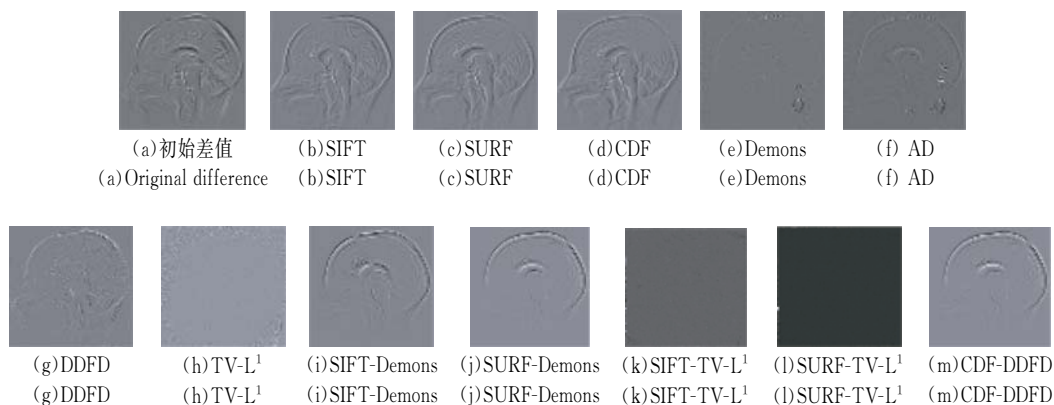 (a)初始差值 (b)SIFT (c)SURF (d)CDF (e)Demons (f) AD
(a)Original difference (b)SIFT (c)SURF (d)CDF (e)Demons (f) AD
(g)DDFD (h)TV-L¹ (i)SIFT-Demons (j)SURF-Demons (k)SIFT-TV-L¹ (l)SURF-TV-L¹ (m)CDF-DDFD
(g)DDFD (h)TV-L¹ (i)SIFT-Demons (j)SURF-Demons (k)SIFT-TV-L¹ (l)SURF-TV-L¹ (m)CDF-DDFD